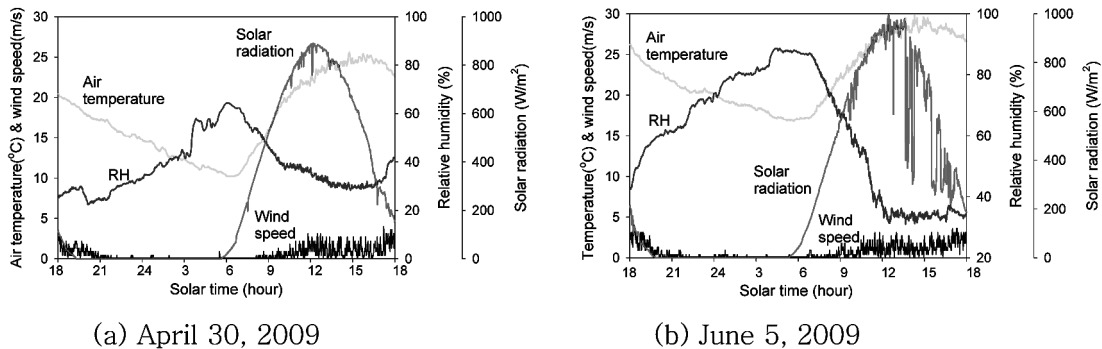 Air temperature(°C) & wind speed(m/s)
30
25
20
15
10
5
0
Air
temperature
RH
Solar
radiation
Wind
speed
18 21 24 3 6 9 12 15 18
Solar time (hour)
100
80
60
40
20
0
Relative humidity (%)
1000
800
600
400
200
0
Solar radiation (W/m²)
(a) April 30, 2009
Temperature(°C) & wind speed(m/s)
30
25
20
15
10
5
0
Air
temperature
RH
Solar
radiation
Wind
speed
18 21 24 3 6 9 12 15 18
Solar time (hour)
100
80
60
40
20
Relative humidity (%)
1000
800
600
400
200
0
Solar radiation (W/m²)
(b) June 5, 2009